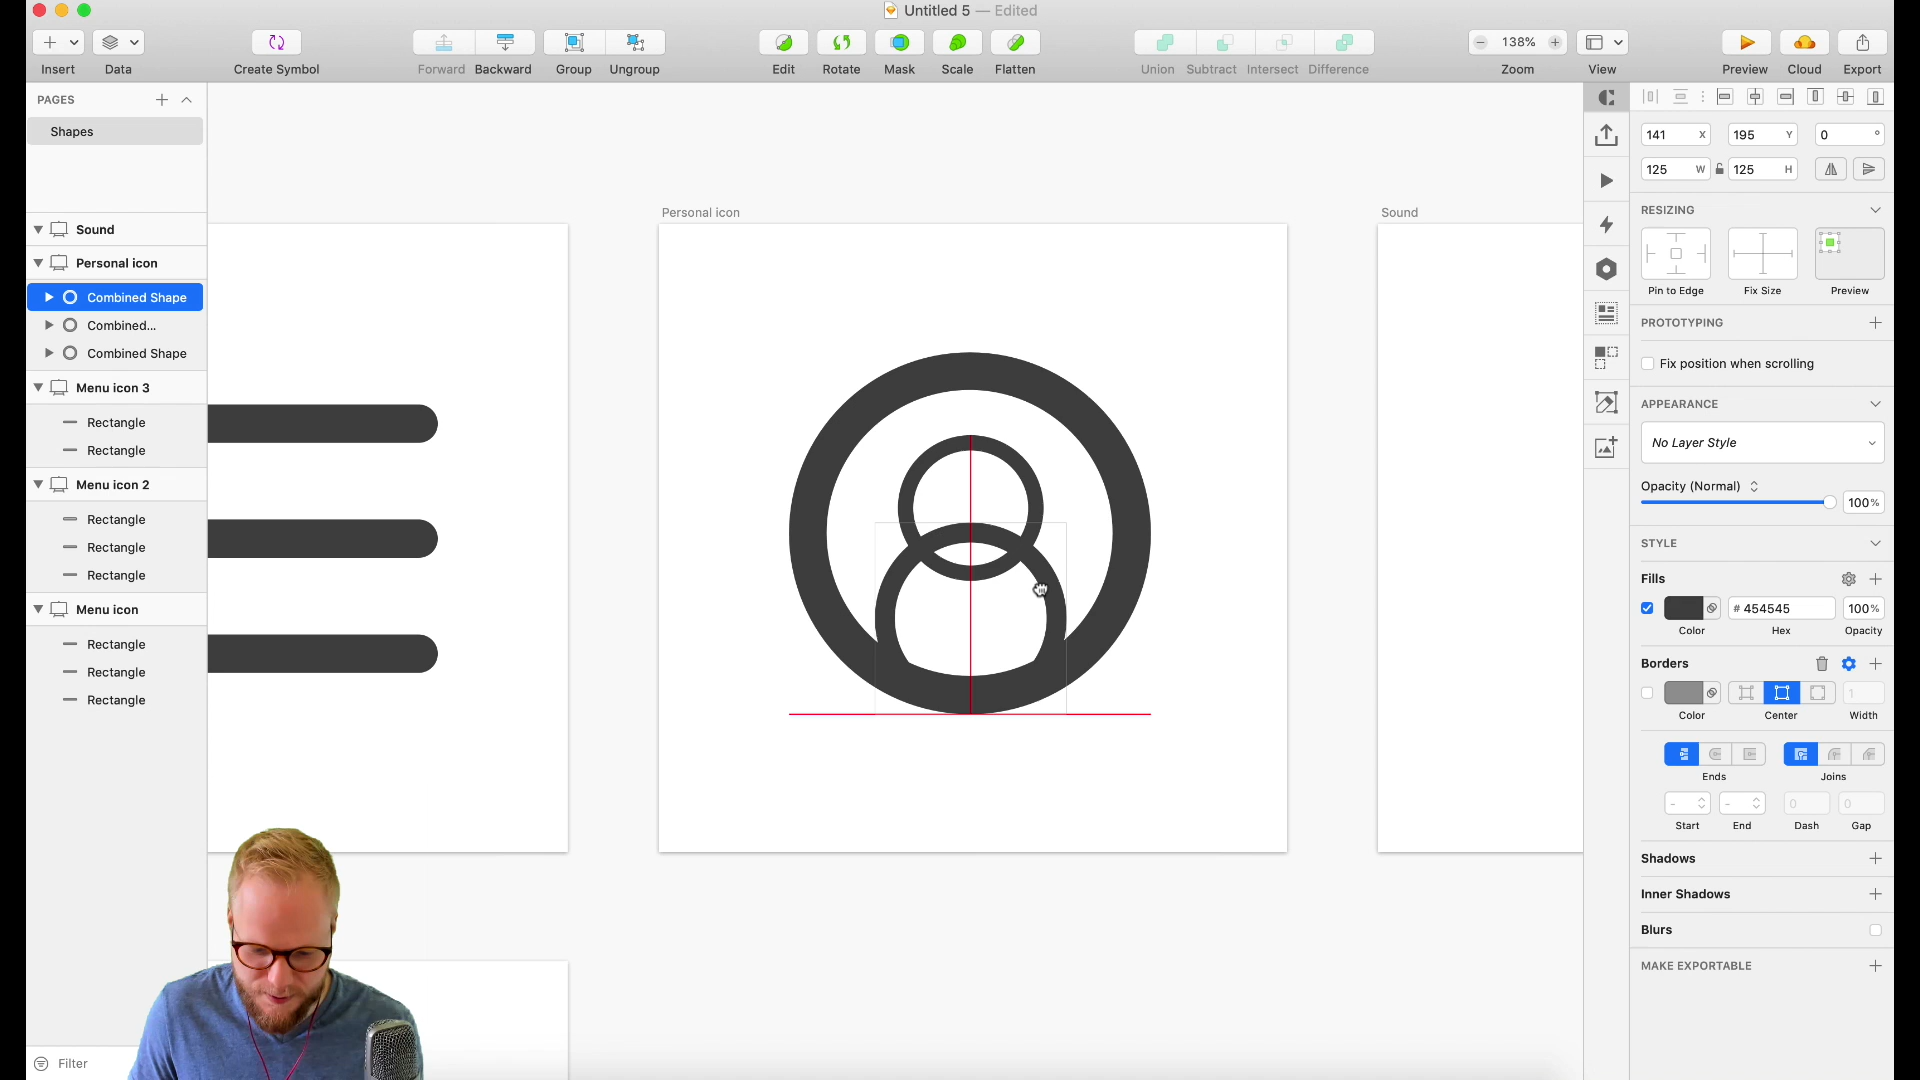 Untitled 5 — Edited
Insert
Data
Create Symbol
Forward
Backward
Group
Ungroup
Edit
Rotate
Mask
Scale
Flatten
Union
Subtract
Intersect
Difference
138%
Zoom
View
Preview
Cloud
Export
PAGES
Shapes
Sound
Personal icon
Combined Shape
Combined...
Combined Shape
Menu icon 3
Rectangle
Rectangle
Menu icon 2
Rectangle
Rectangle
Rectangle
Menu icon
Rectangle
Rectangle
Rectangle
Filter
Personal icon
Sound
141 X
195 Y
0 °
125 W
125 H
RESIZING
Pin to Edge
Fix Size
Preview
PROTOTYPING
Fix position when scrolling
APPEARANCE
No Layer Style
Opacity (Normal)
100%
STYLE
Fills
# 454545
100%
Color
Hex
Opacity
Borders
1
Color
Center
Width
Ends
Joins
-
-
0
0
Start
End
Dash
Gap
Shadows
Inner Shadows
Blurs
MAKE EXPORTABLE